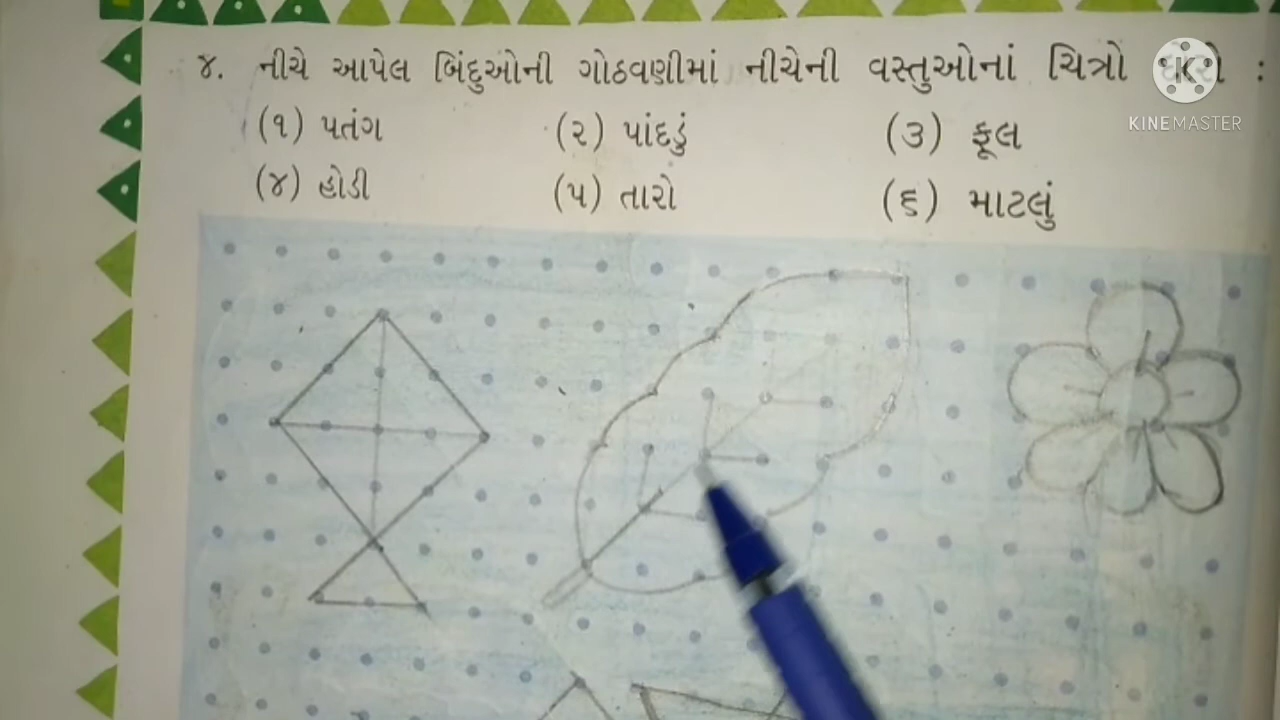 ૪. નીચે આપેલ બિંદુઓની ગોઠવણીમાં નીચેની વસ્તુઓનાં ચિત્રો :
(૧) પતંગ (૨) પાંદડું (૩) ફૂલ
(૪) હોડી (૫) તારો (૬) માટલું
K
KINEMASTER